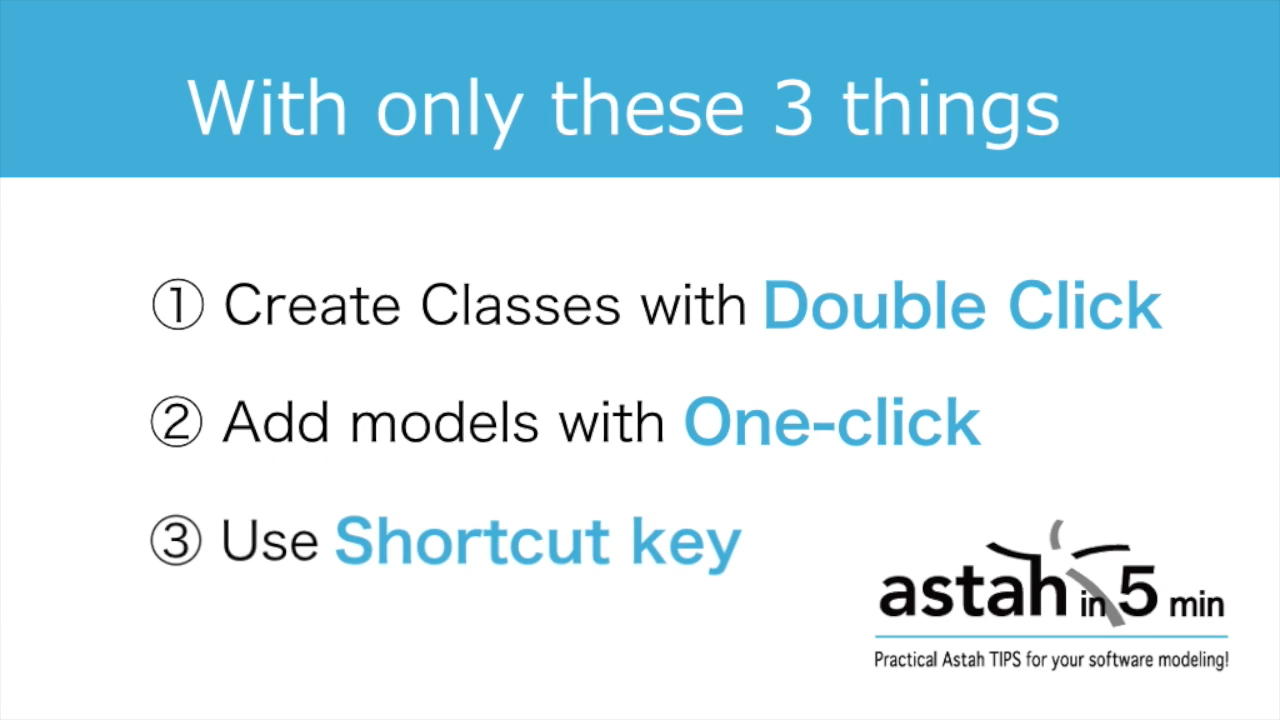 With only these 3 things
① Create Classes with Double Click
② Add models with One-click
③ Use Shortcut key
astah in 5 min
Practical Astah TIPS for your software modeling!